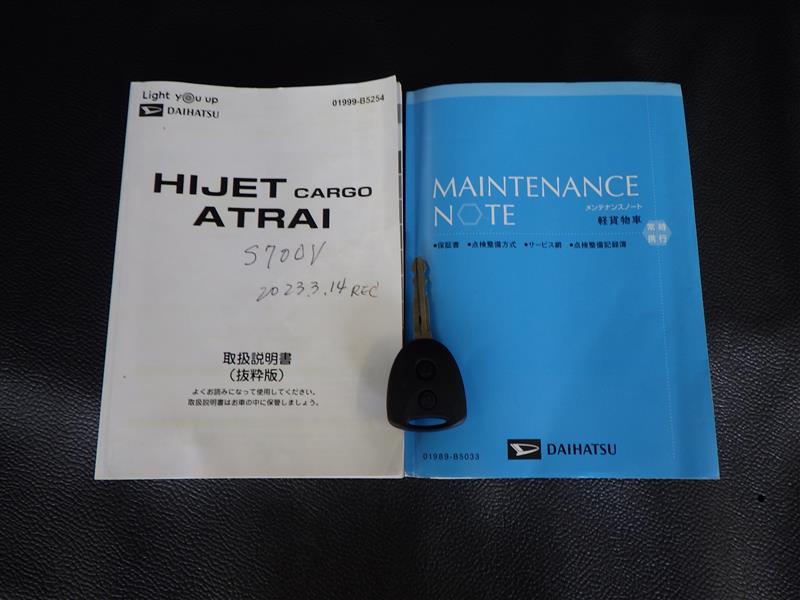 Light you up
DAIHATSU
01999-B5254
HIJET CARGO
ATRAI
S700V
2023.3.14 REC
取扱説明書
(抜粋版)
よくお読みになって使用してください。
取扱説明書はお車の中に保管しましょう。
MAINTENANCE
NOTE
メンテナンスノート
軽貨物車
•保証書 •点検整備方式 •サービス網 •点検整備記録簿
常時
携行
01989-B5033
DAIHATSU